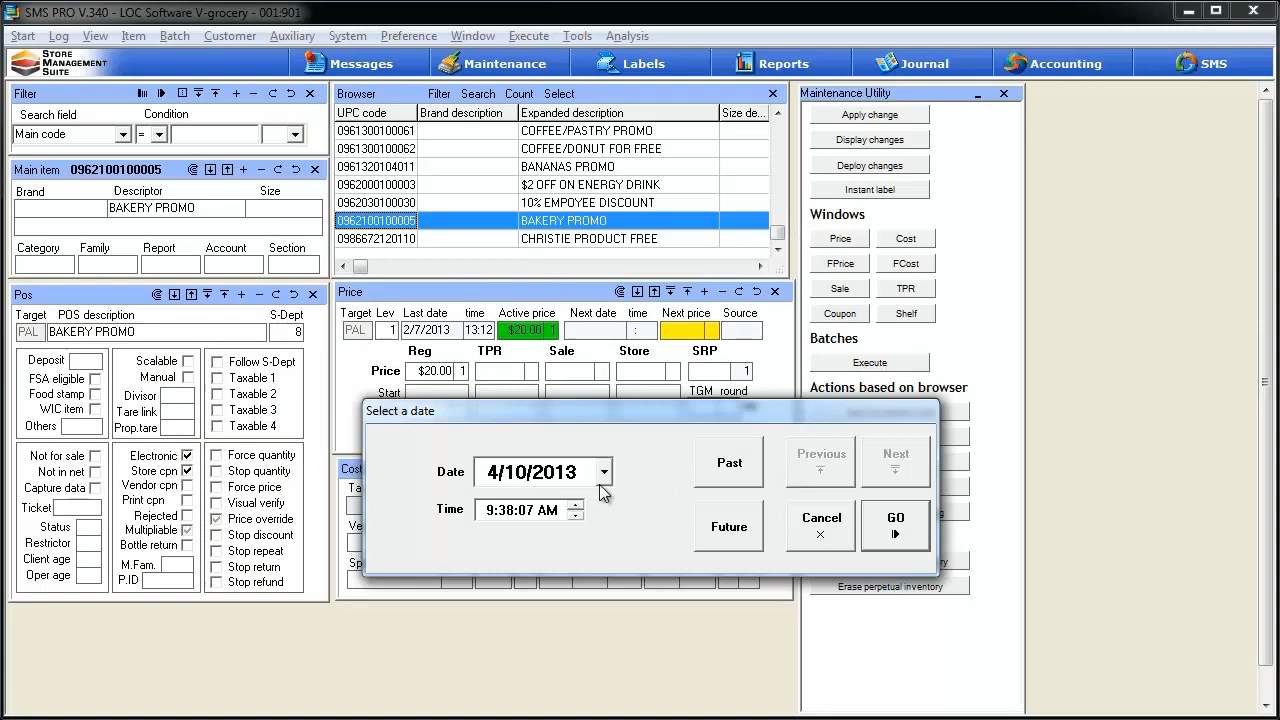 SMS PRO V.340 - LOC Software V-grocery - 001:901
Start Log View Item Batch Customer Auxiliary System Preference Window Execute Tools Analysis
STORE
MANAGEMENT
SUITE
Messages Maintenance Labels Reports Journal Accounting SMS
Filter
Search field Condition
Main code =
Main item 0962100100005
Brand Descriptor Size
BAKERY PROMO
Category Family Report Account Section
Browser Filter Search Count Select
UPC code Brand description Expanded description Size de...
0961300100061 COFFEE/PASTRY PROMO
0961300100062 COFFEE/DONUT FOR FREE
0961320104011 BANANAS PROMO
0962000100003 $2 OFF ON ENERGY DRINK
0962030100030 10% EMPOYEE DISCOUNT
0962100100005 BAKERY PROMO
0986672120110 CHRISTIE PRODUCT FREE
Pos
Target POS description S-Dept
PAL BAKERY PROMO 8
Deposit
FSA eligible
Food stamp
WIC item
Others
Scalable
Manual
Divisor
Tare link
Prop.tare
Follow S-Dept
Taxable 1
Taxable 2
Taxable 3
Taxable 4
Not for sale
Not in net
Capture data
Ticket
Status
Restrictor
Client age
Oper age
Electronic
Store cpn
Vendor cpn
Print cpn
Rejected
Multipliable
Bottle return
M.Fam.
P.ID
Force quantity
Stop quantity
Force price
Visual verify
Price override
Stop discount
Stop repeat
Stop return
Stop refund
Price
Target Lev Last date time Active price Next date time Next price Source
PAL 1 2/7/2013 13:12 $20.00 1 :
Reg TPR Sale Store SRP
Price $20.00 1 1
Start TGM round
Cost
Ta
Ve
Sp
Select a date
Date 4/10/2013
Time 9:38:07 AM
Past
Future
Previous
Next
Cancel
GO
Maintenance Utility
Apply change
Display changes
Deploy changes
Instant label
Windows
Price Cost
FPrice FCost
Sale TPR
Coupon Shelf
Batches
Execute
Actions based on browser
Erase perpetual inventory